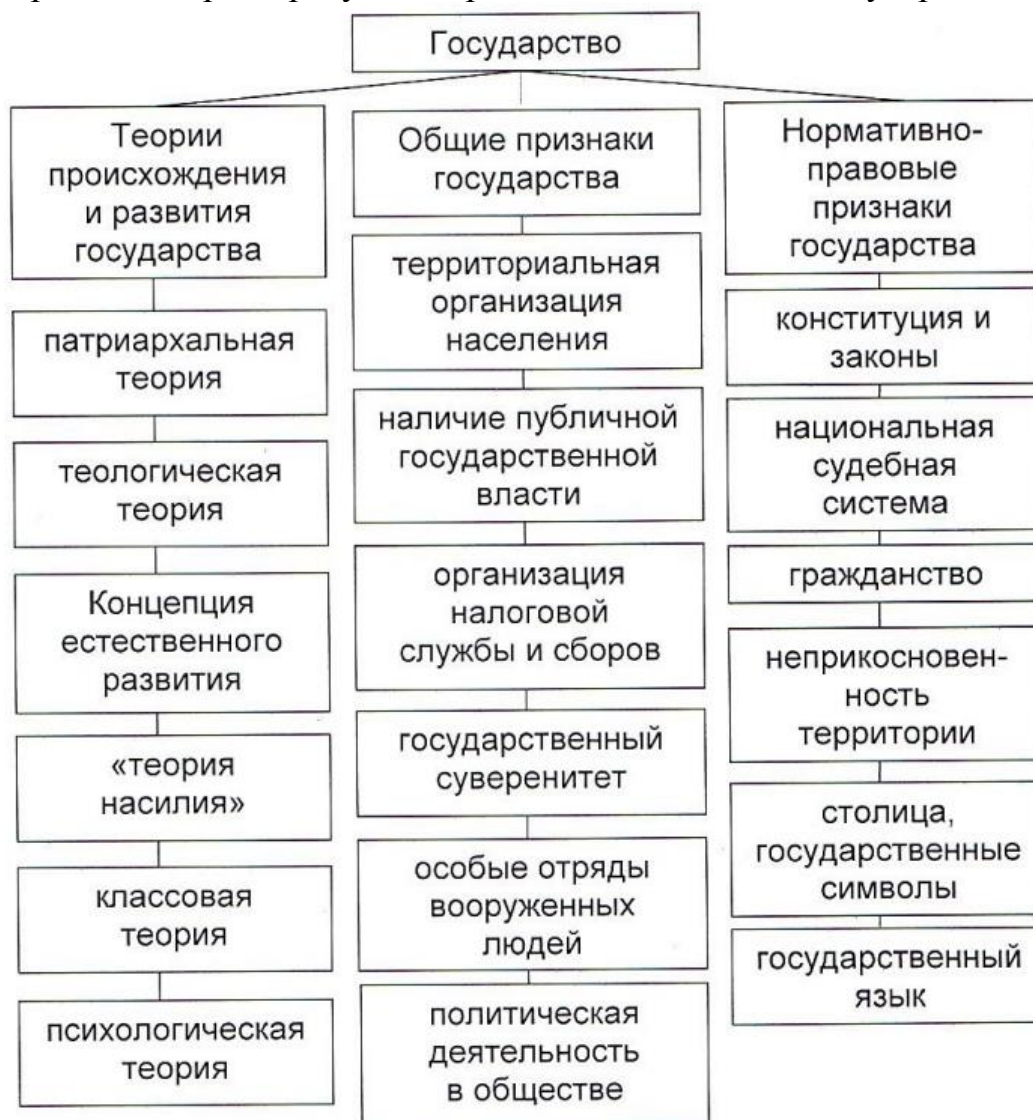 Государство
Теории
происхождения
и развития
государства
патриархальная
теория
теологическая
теория
Концепция
естественного
развития
«теория
насилия»
классовая
теория
психологическая
теория
Общие признаки
государства
территориальная
организация
населения
наличие публичной
государственной
власти
организация
налоговой
службы и сборов
государственный
суверенитет
особые отряды
вооруженных
людей
политическая
деятельность
в обществе
Нормативно-
правовые
признаки
государства
конституция и
законы
национальная
судебная
система
гражданство
неприкосновен-
ность
территории
столица,
государственные
символы
государственный
язык